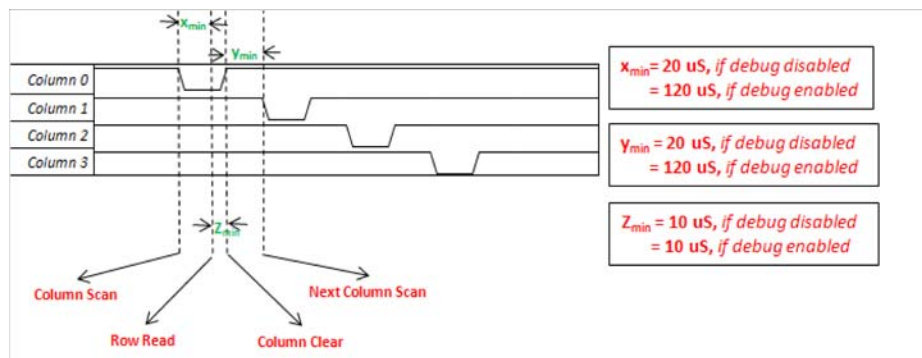 xmin
ymin
Column 0
Column 1
Column 2
Column 3
Zmin
Column Scan
Row Read
Column Clear
Next Column Scan
xmin= 20 uS, if debug disabled
= 120 uS, if debug enabled
ymin = 20 uS, if debug disabled
= 120 uS, if debug enabled
Zmin = 10 uS, if debug disabled
= 10 uS, if debug enabled